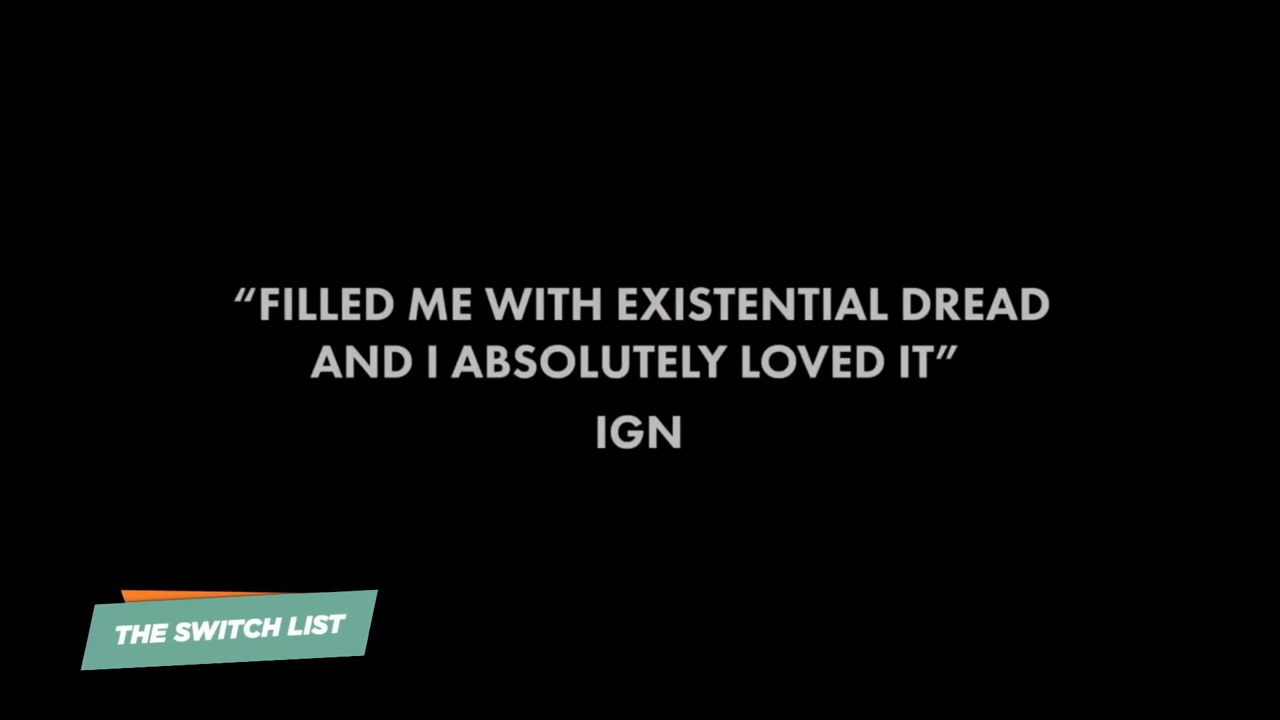 “FILLED ME WITH EXISTENTIAL DREAD
AND I ABSOLUTELY LOVED IT”
IGN
THE SWITCH LIST